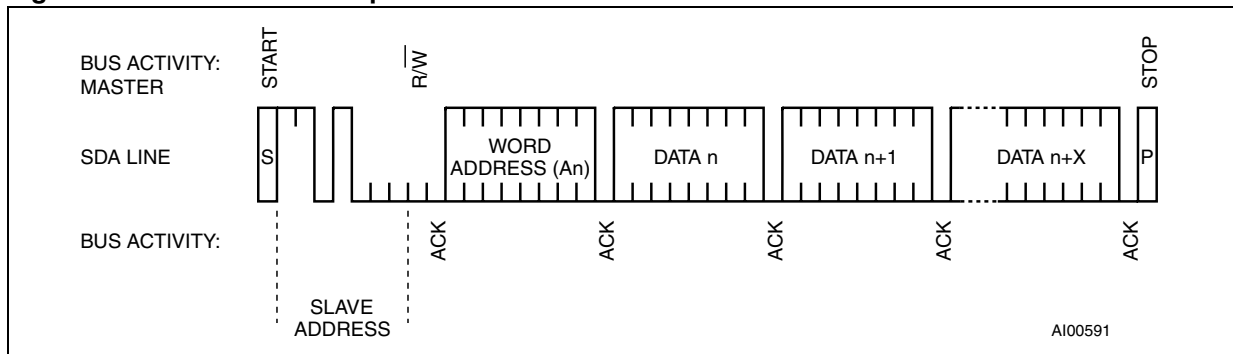 START
R/W
STOP
BUS ACTIVITY:
MASTER
SDA LINE
S
WORD
ADDRESS (An)
DATA n
DATA n+1
DATA n+X
P
BUS ACTIVITY:
ACK
ACK
ACK
ACK
ACK
SLAVE
ADDRESS
AI00591